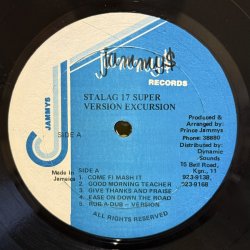 Jammy$
RECORDS
STALAG 17 SUPER
VERSION EXCURSION
JAMMYS
SIDE A
Produced &
Arranged by:
Prince Jammys
Phone: 38880
Distributed by:
Dynamic
Sounds
15 Bell Road,
Kgn., 11
923-9138,
923-9168
Made in
Jamaica
SIDE A
1. COME FI MASH IT
2. GOOD MORNING TEACHER
3. GIVE THANKS AND PRAISE
4. EASE ON DOWN THE ROAD
5. RUB-A-DUB - VERSION
ALL RIGHTS RESERVED